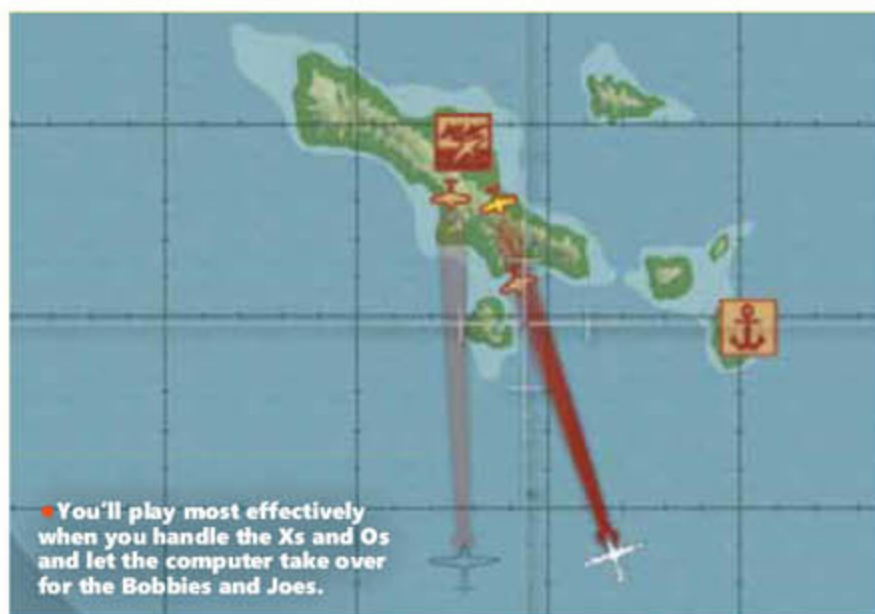 You'll play most effectively
when you handle the Xs and Os
and let the computer take over
for the Bobbies and Joes.